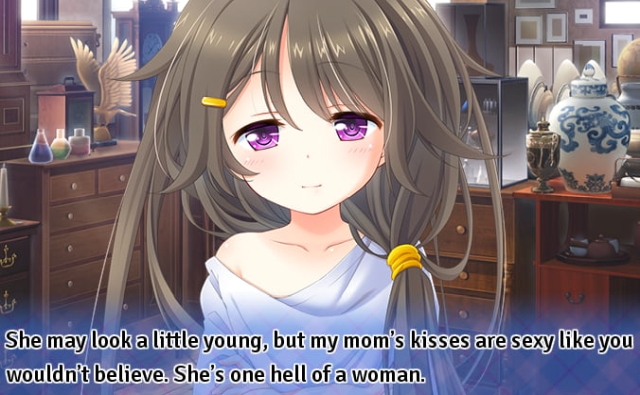 She may look a little young, but my mom's kisses are sexy like you
wouldn't believe. She's one hell of a woman.